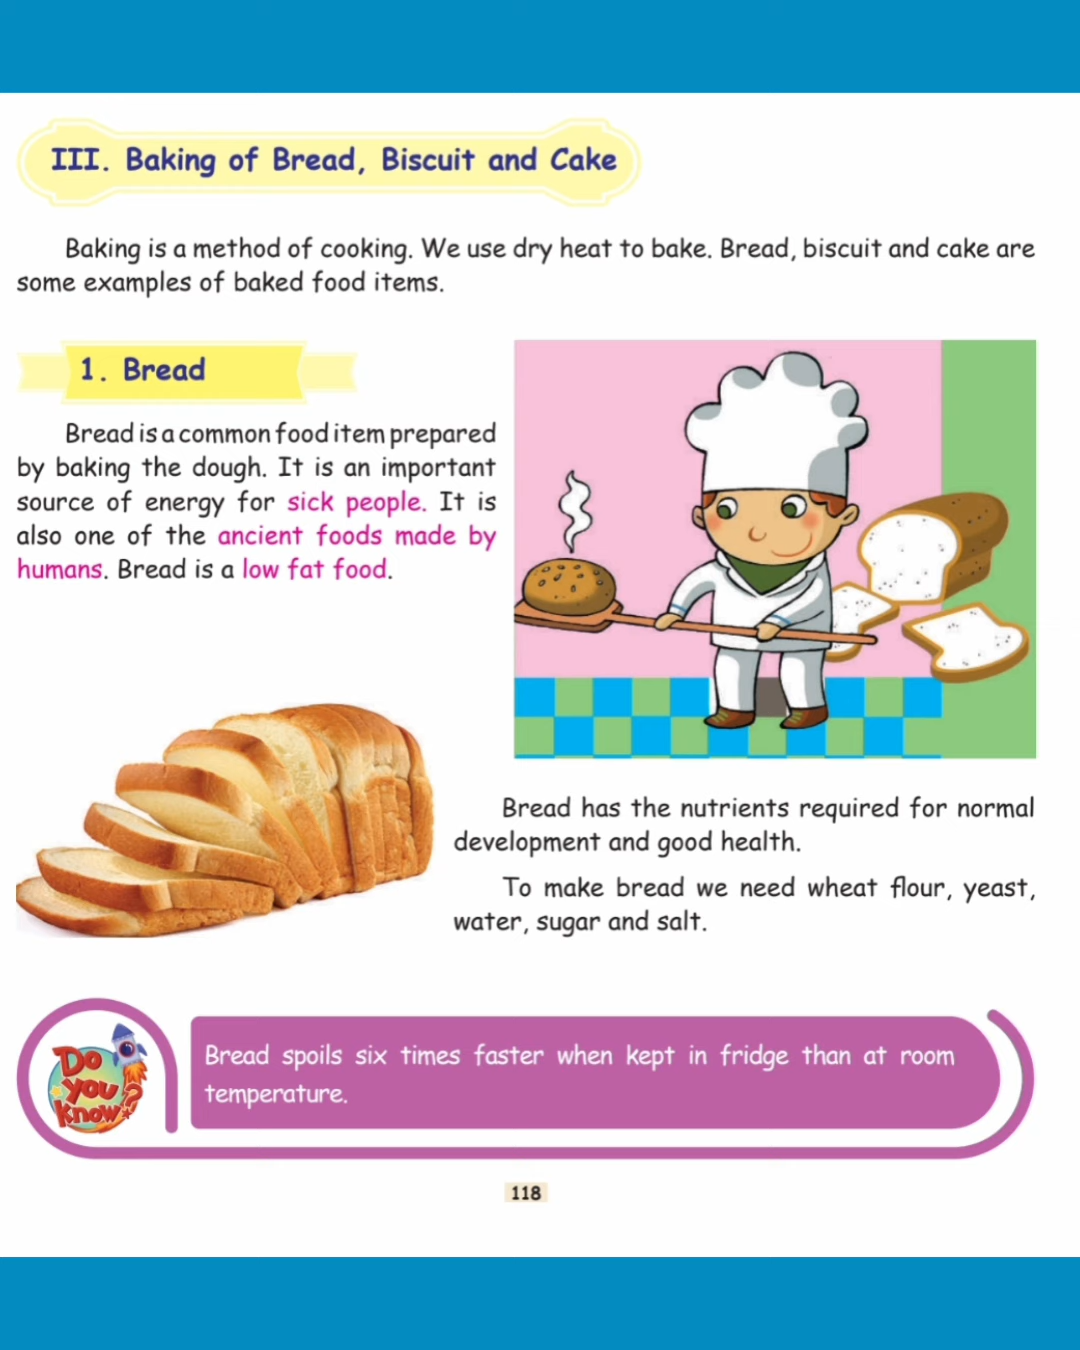 III. Baking of Bread, Biscuit and Cake
Baking is a method of cooking. We use dry heat to bake. Bread, biscuit and cake are
some examples of baked food items.
1. Bread
Bread is a common food item prepared
by baking the dough. It is an important
source of energy for sick people. It is
also one of the ancient foods made by
humans. Bread is a low fat food.
Bread has the nutrients required for normal
development and good health.
To make bread we need wheat flour, yeast,
water, sugar and salt.
Do
you
know?
Bread spoils six times faster when kept in fridge than at room
temperature.
118